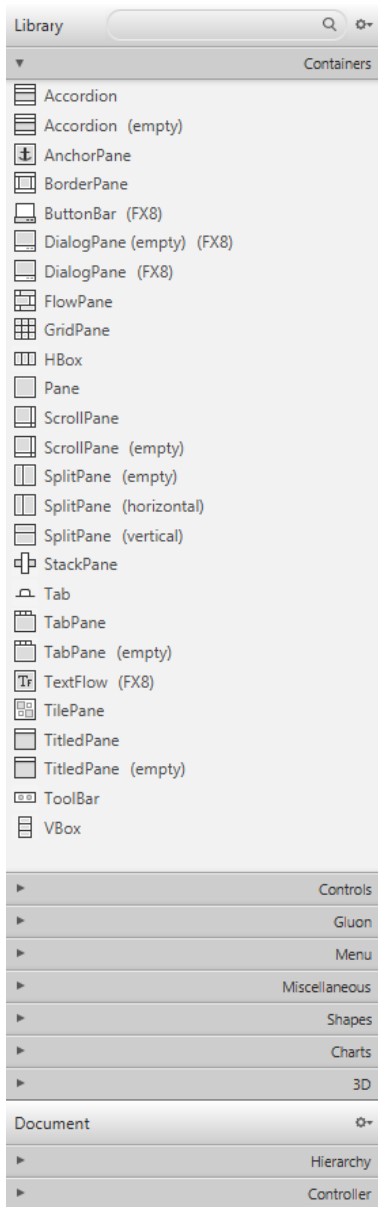 Library
Containers
Accordion
Accordion (empty)
AnchorPane
BorderPane
ButtonBar (FX8)
DialogPane (empty) (FX8)
DialogPane (FX8)
FlowPane
GridPane
HBox
Pane
ScrollPane
ScrollPane (empty)
SplitPane (empty)
SplitPane (horizontal)
SplitPane (vertical)
StackPane
Tab
TabPane
TabPane (empty)
TF TextFlow (FX8)
TilePane
TitledPane
TitledPane (empty)
ToolBar
VBox
Controls
Gluon
Menu
Miscellaneous
Shapes
Charts
3D
Document
Hierarchy
Controller